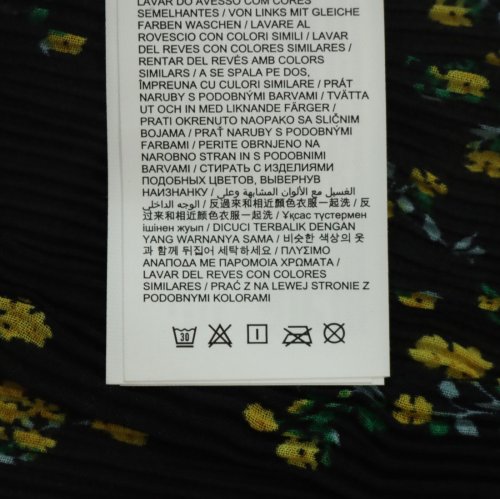 LAVAR DO AVESSO COM CORES
SEMELHANTES / VON LINKS MIT GLEICHE
FARBEN WASCHEN / LAVARE AL
ROVESCIO CON COLORI SIMILI / LAVAR
DEL REVES CON COLORES SIMILARES /
RENTAR DEL REVÉS AMB COLORS
SIMILARS / A SE SPALA PE DOS,
ÎMPREUNA CU CULORI SIMILARE / PRÁT
NARUBY S PODOBNÝMI BARVAMI / TVÄTTA
UT OCH IN MED LIKNANDE FÄRGER /
PRATI OKRENUTO NAOPAKO SA SLIČNIM
BOJAMA / PRAŤ NARUBY S PODOBNÝMI
FARBAMI / PERITE OBRNJENO NA
NAROBNO STRAN IN S PODOBNIMI
BARVAMI / СТИРАТЬ С ИЗДЕЛИЯМИ
ПОДОБНЫХ ЦВЕТОВ, ВЫВЕРНУВ
НАИЗНАНКУ / الغسيل مع الألوان المشابهة وعلى
الوجه الداخلي / 反過來和相近顏色衣服一起洗 / 反
过来和相近颜色衣服一起洗 / Ұқсас түстермен
ішінен жуып / DICUCI TERBALIK DENGAN
YANG WARNANYA SAMA / 비슷한 색상의 옷
과 함께 뒤집어 세탁하세요 / ΠΛΥΣΙΜΟ
ΑΝΑΠΟΔΑ ΜΕ ΠΑΡΟΜΟΙΑ ΧΡΩΜΑΤΑ /
LAVAR DEL REVES CON COLORES
SIMILARES / PRAĆ Z NA LEWEJ STRONIE Z
PODOBNYMI KOLORAMI
30